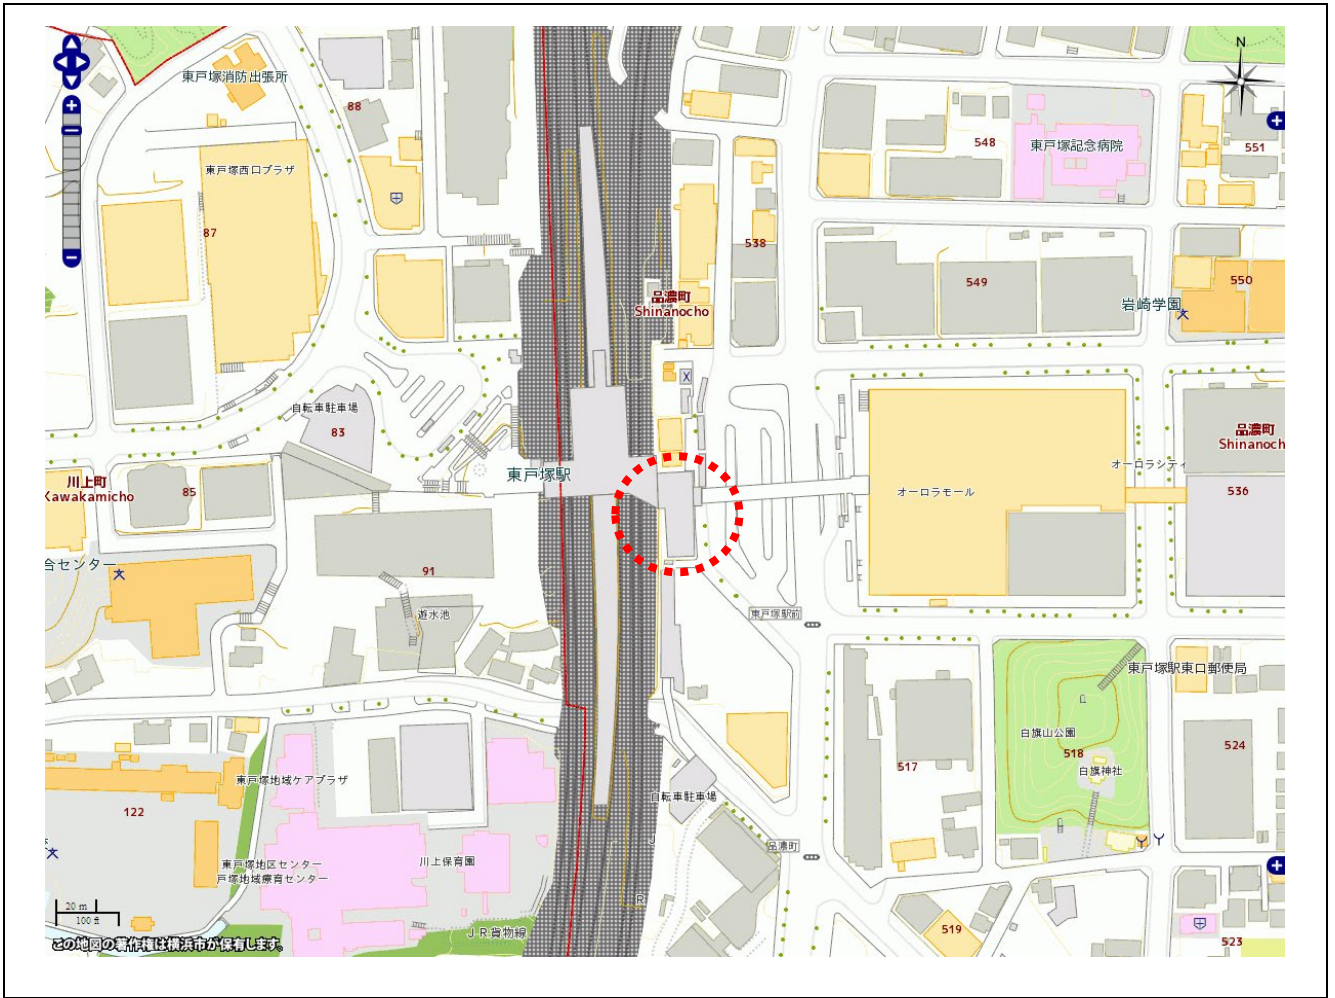 N
東戸塚消防出張所
88
548
東戸塚記念病院
551
東戸塚西口プラザ
87
538
549
550
品濃町
Shinanocho
岩崎学園
自転車駐車場
83
品濃町
Shinanoch
東戸塚駅
オーロラシティ
川上町
Kawakamicho
85
オーロラモール
536
合センター
91
遊水池
東戸塚駅前
東戸塚駅東口郵便局
白旗山公園
518
524
517
白旗神社
東戸塚地域ケアプラザ
自転車駐車場
122
J
品濃町
東戸塚地区センター
戸塚地域療育センター
川上保育園
R
20 m
100 ft
JR貨物線
519
523
この地図の著作権は横浜市が保有します。